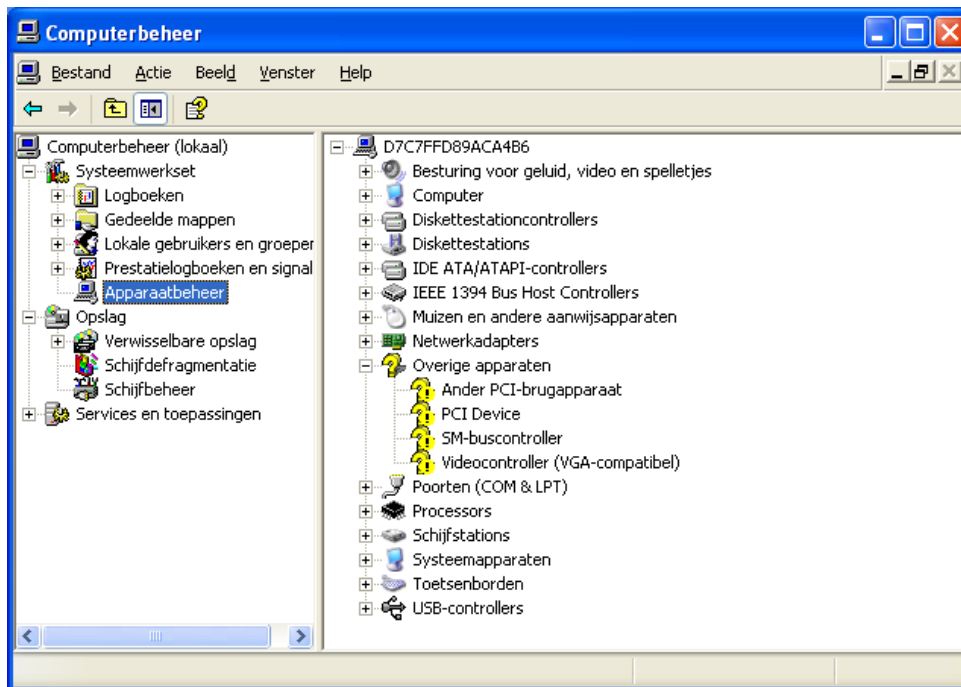 Computerbeheer
Bestand Actie Beeld Venster Help
Computerbeheer (lokaal)
Systeemwerkset
Logboeken
Gedeelde mappen
Lokale gebruikers en groeper
Prestatielogboeken en signal
Apparaatbeheer
Opslag
Verwisselbare opslag
Schijfdefragmentatie
Schijfbeheer
Services en toepassingen
D7C7FFD89ACA4B6
Besturing voor geluid, video en spelletjes
Computer
Diskettestationcontrollers
Diskettestations
IDE ATA/ATAPI-controllers
IEEE 1394 Bus Host Controllers
Muizen en andere aanwijsapparaten
Netwerkadapters
Overige apparaten
Ander PCI-brugapparaat
PCI Device
SM-buscontroller
Videocontroller (VGA-compatibel)
Poorten (COM & LPT)
Processors
Schijfstations
Systeemapparaten
Toetsenborden
USB-controllers